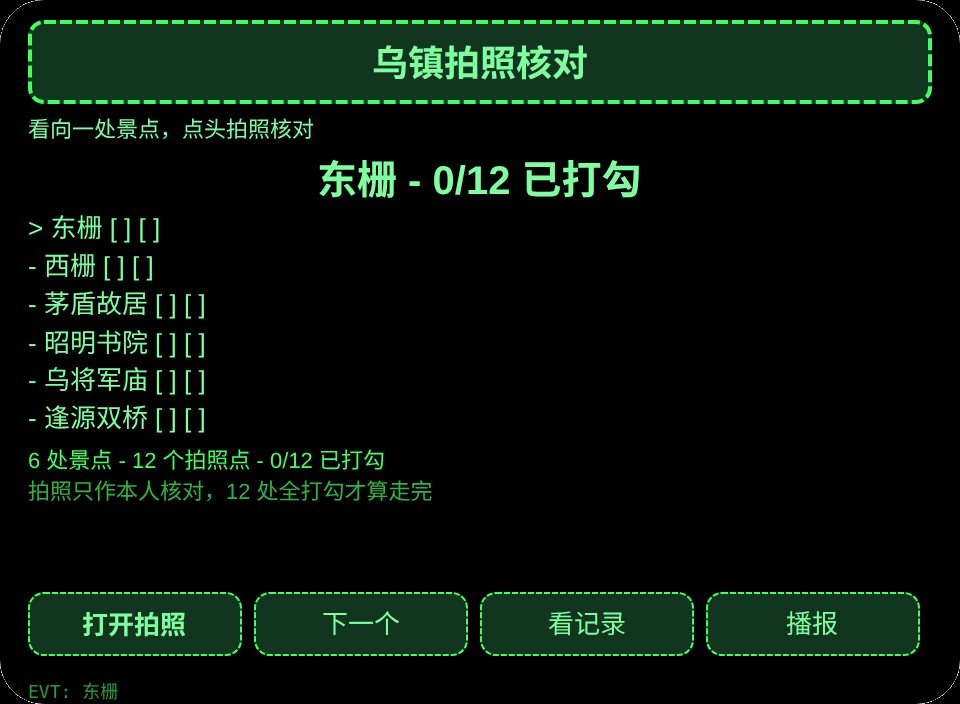 乌镇拍照核对
看向一处景点，点头拍照核对
东栅 - 0/12 已打勾
> 东栅 [ ] [ ]
- 西栅 [ ] [ ]
- 茅盾故居 [ ] [ ]
- 昭明书院 [ ] [ ]
- 乌将军庙 [ ] [ ]
- 逢源双桥 [ ] [ ]
6 处景点 - 12 个拍照点 - 0/12 已打勾
拍照只作本人核对，12 处全打勾才算走完
打开拍照 下一个 看记录 播报
EVT: 东栅